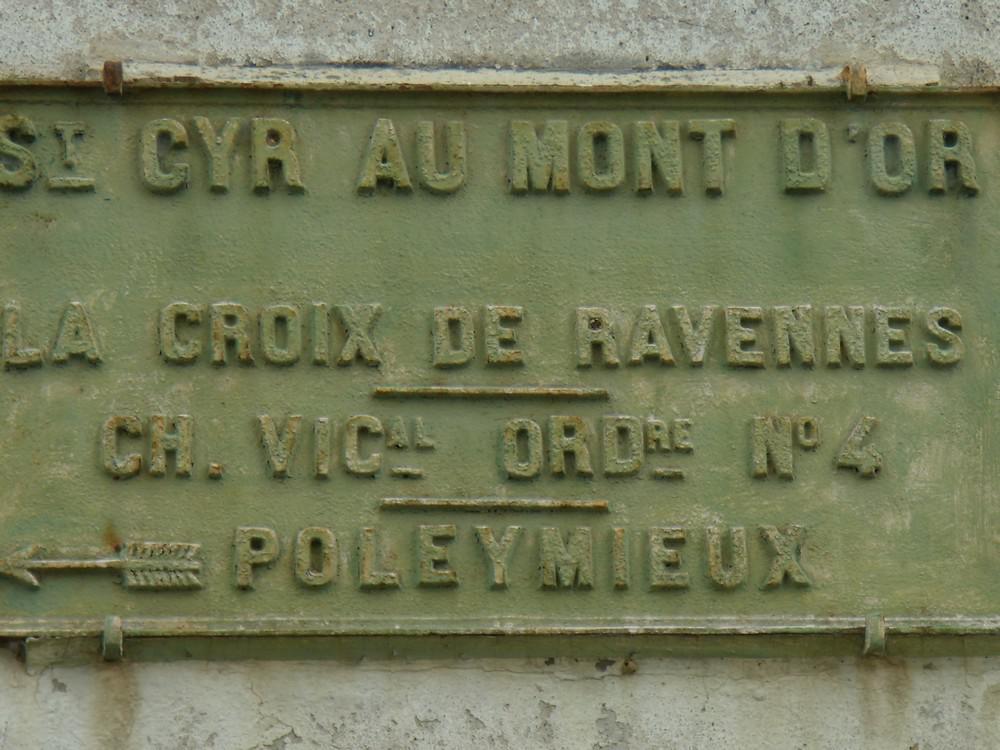 ST CYR AU MONT D'OR
LA CROIX DE RAVENNES
CH. VICAL ORDRE NO 4
POLEYMIEUX